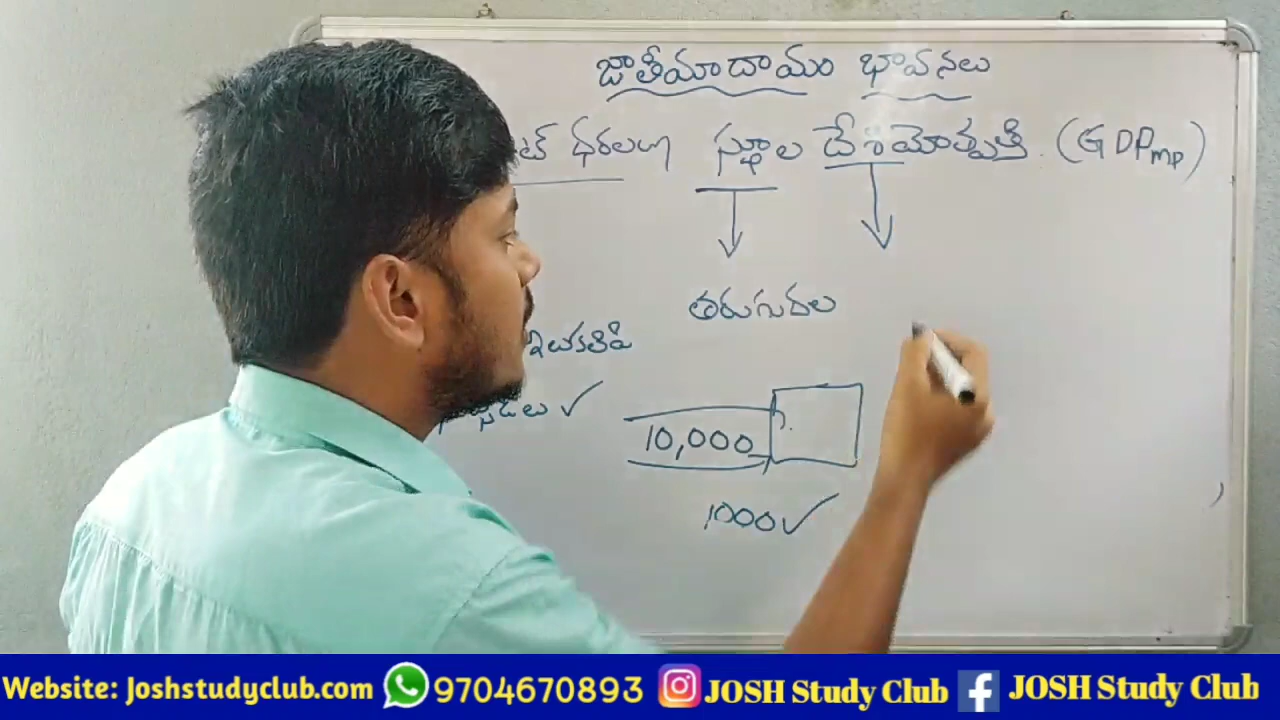 జాతీయాదాయం భావనలు
ధరలలో స్థూల దేశీయోత్పత్తి (GDPmp)
తరుగుదల
10,000
1000 ✓
Website: Joshstudyclub.com 9704670893 JOSH Study Club JOSH Study Club